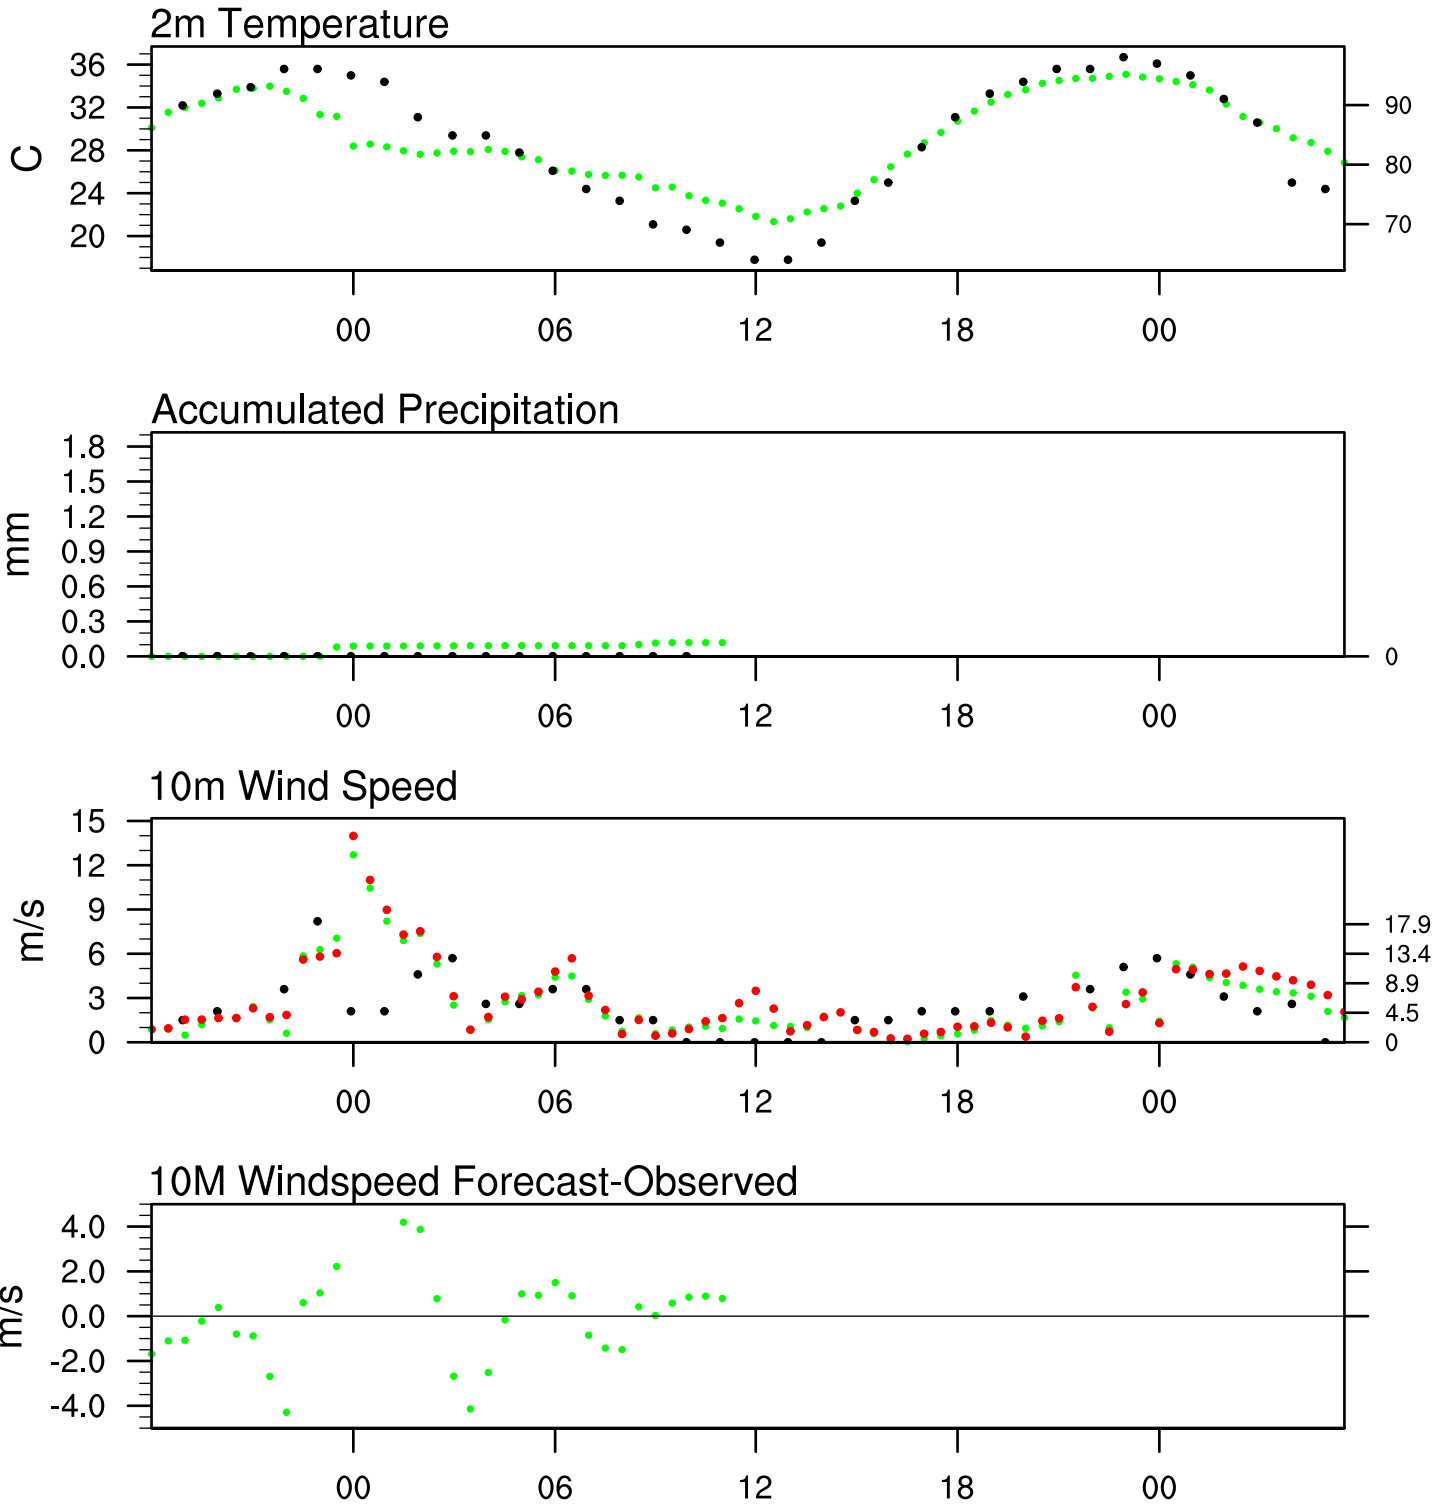 2m Temperature
36
32
28
24
20
C
90
80
70
00 06 12 18 00
Accumulated Precipitation
1.8
1.5
1.2
0.9
0.6
0.3
0.0
mm
0
00 06 12 18 00
10m Wind Speed
15
12
9
6
3
0
m/s
17.9
13.4
8.9
4.5
0
00 06 12 18 00
10M Windspeed Forecast-Observed
4.0
2.0
0.0
-2.0
-4.0
m/s
00 06 12 18 00